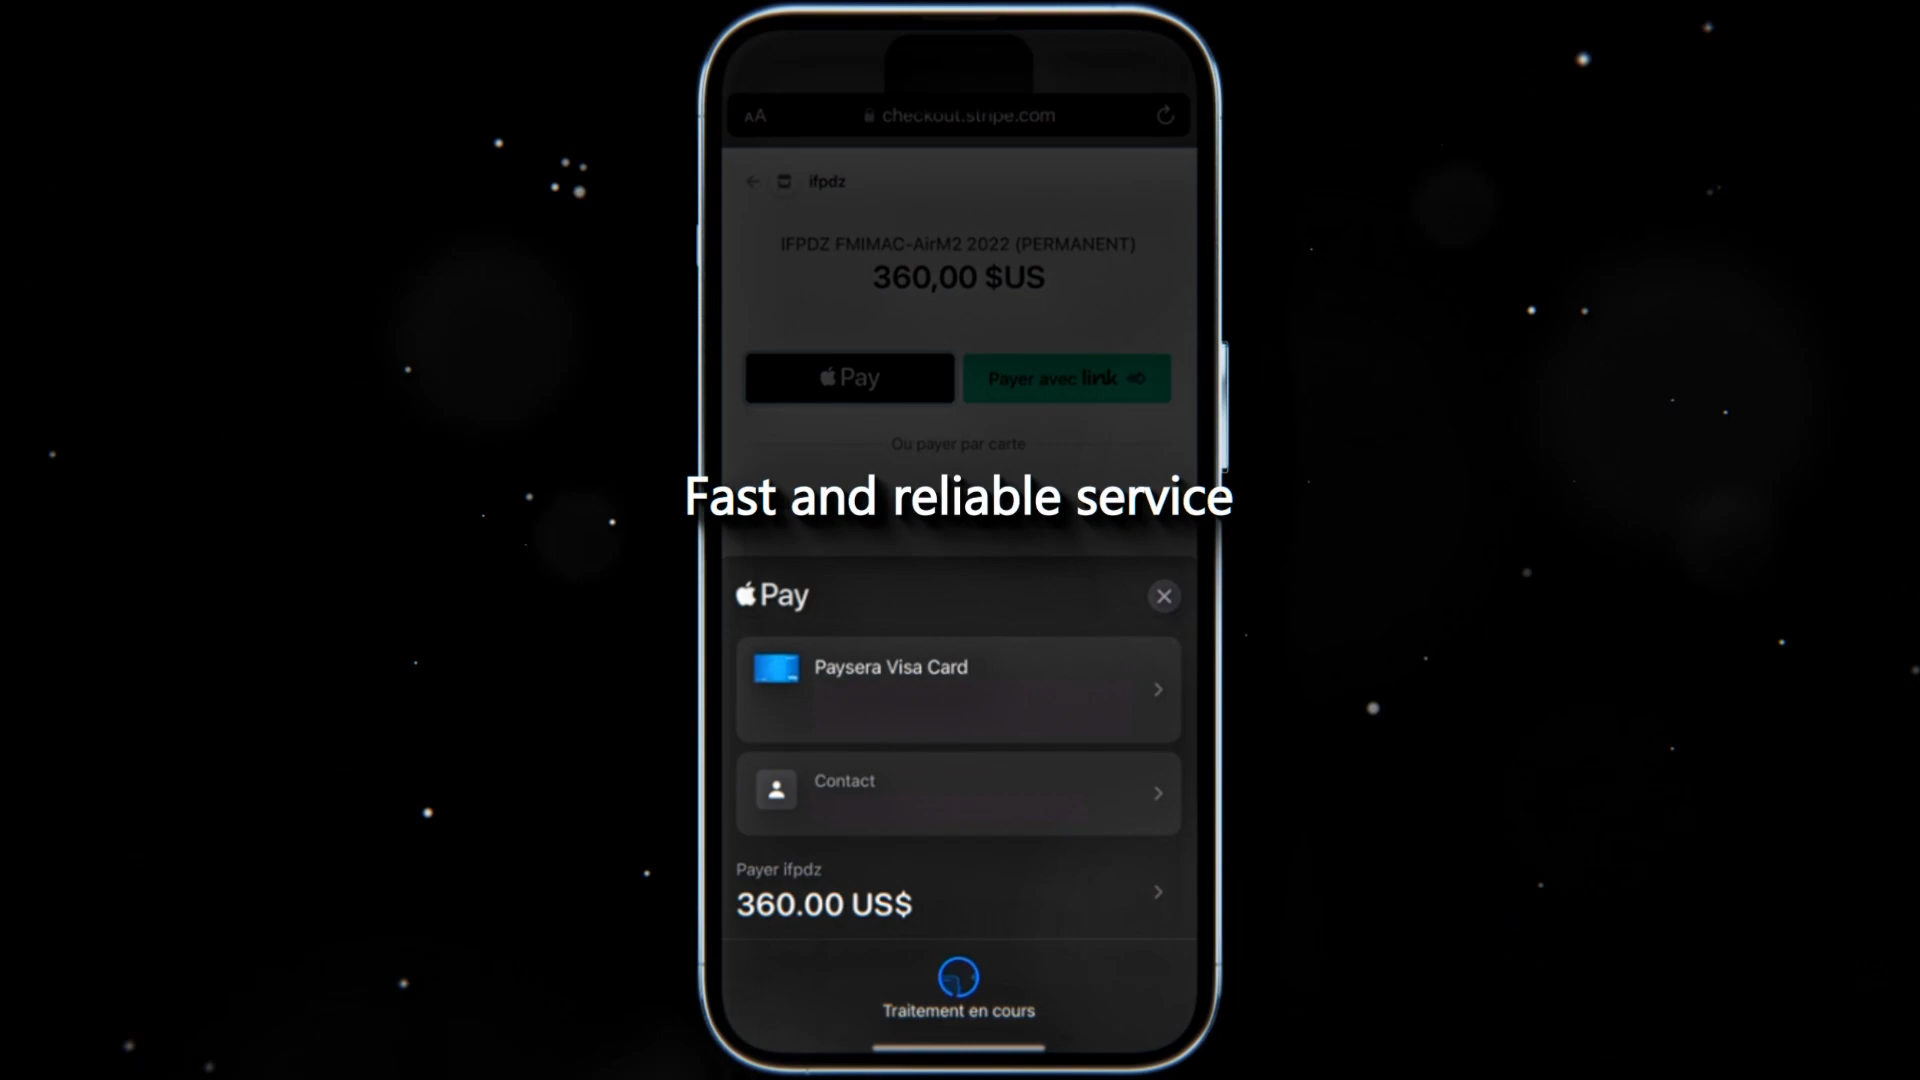 AA checkout.stripe.com
ifpdz
IFPDZ FMIMAC-AirM2 2022 (PERMANENT)
360,00 $US
Pay
Payer avec link
Ou payer par carte
Fast and reliable service
Pay
Paysera Visa Card
Contact
Payer ifpdz
360.00 US$
Traitement en cours